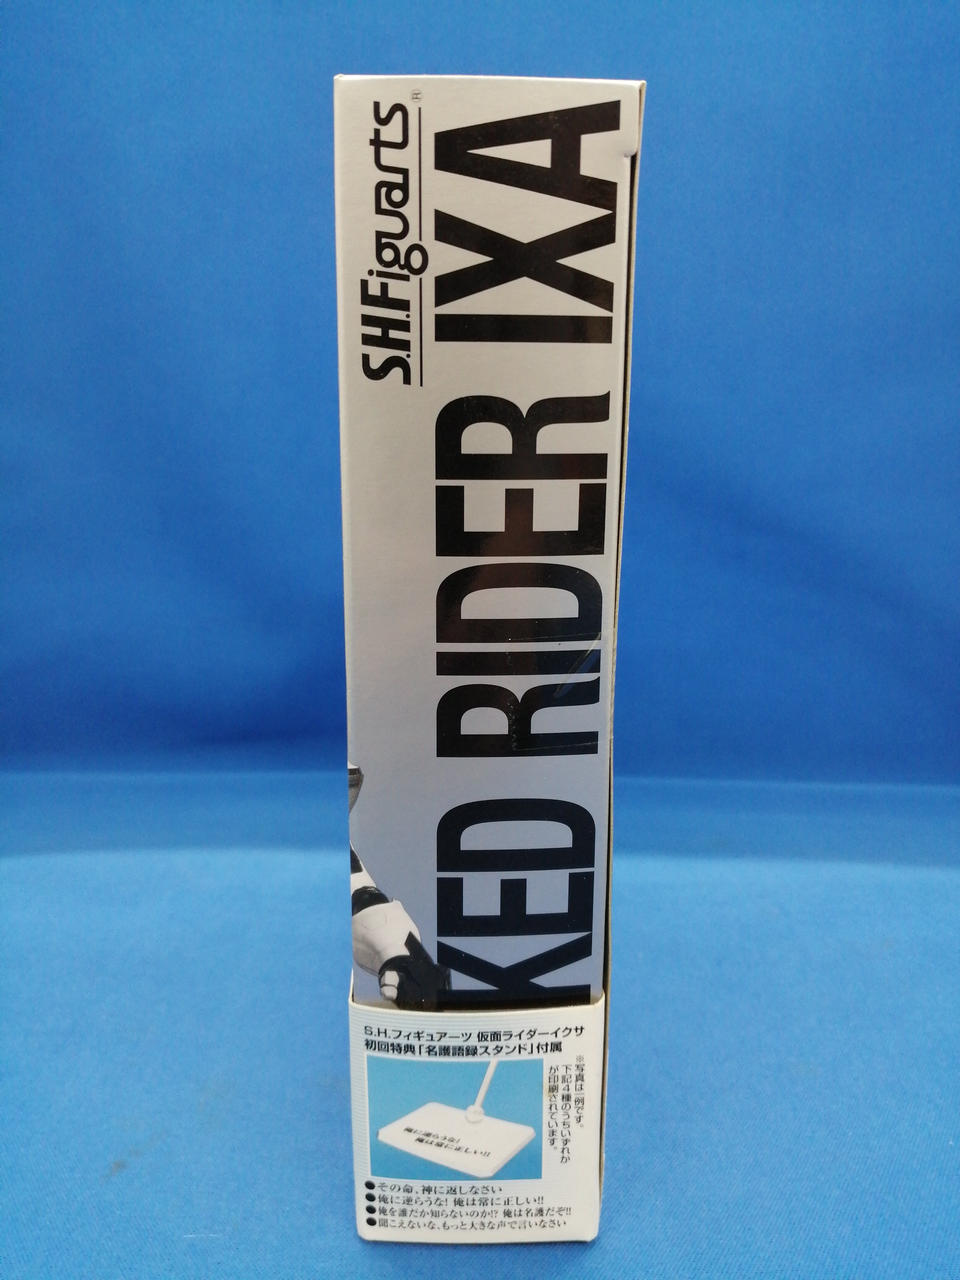 S.H.Figuarts®
KED RIDER IXA
S.H.フィギュアーツ 仮面ライダーイクサ
初回特典「名護語録スタンド」付属
※写真は一例です。
下記4種のうちいずれか
が印刷されています。
俺に逆らうな!
俺は常に正しい!!
●その命、神に返しなさい
●俺に逆らうな! 俺は常に正しい!!
●俺を誰だか知らないのか!? 俺は名護だぞ!!
●聞こえないな、もっと大きな声で言いなさい